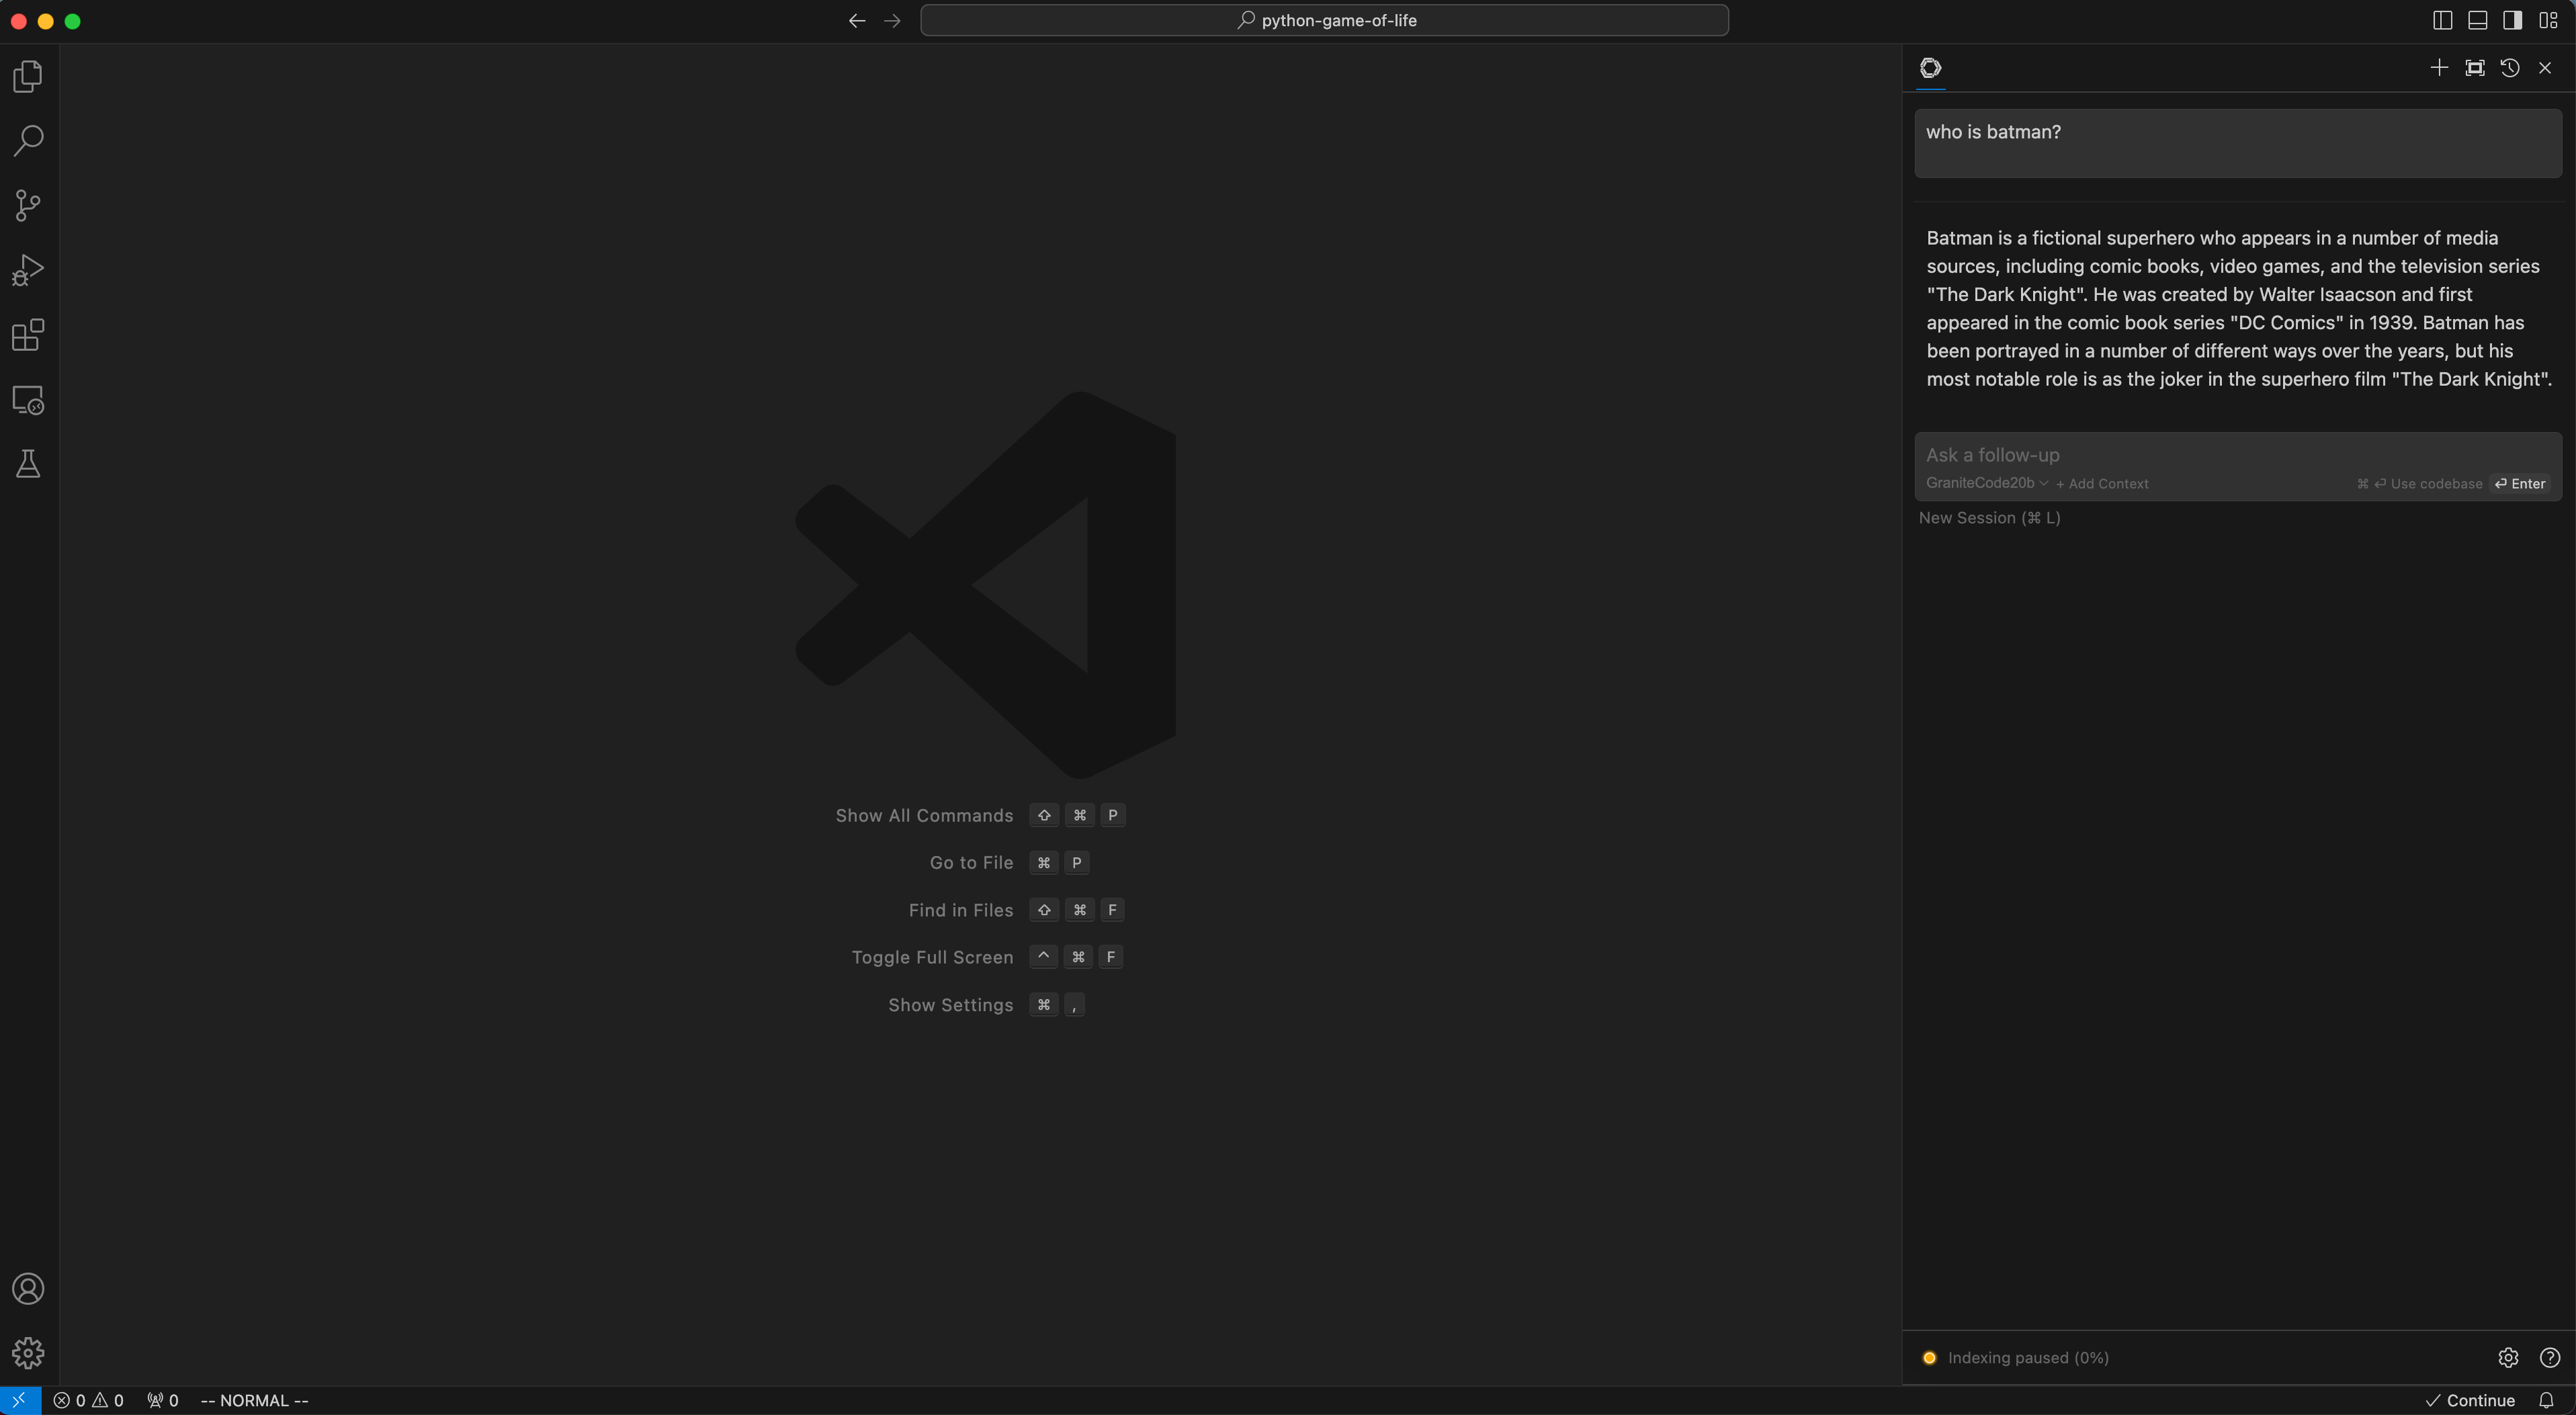 python-game-of-life
who is batman?
Batman is a fictional superhero who appears in a number of media
sources, including comic books, video games, and the television series
"The Dark Knight". He was created by Walter Isaacson and first
appeared in the comic book series "DC Comics" in 1939. Batman has
been portrayed in a number of different ways over the years, but his
most notable role is as the joker in the superhero film "The Dark Knight".
Ask a follow-up
GraniteCode20b + Add Context ⌘ ⏎ Use codebase ⏎ Enter
New Session (⌘ L)
Show All Commands ⇧ ⌘ P
Go to File ⌘ P
Find in Files ⇧ ⌘ F
Toggle Full Screen ^ ⌘ F
Show Settings ⌘ ,
Indexing paused (0%)
0 0 0 -- NORMAL -- Continue